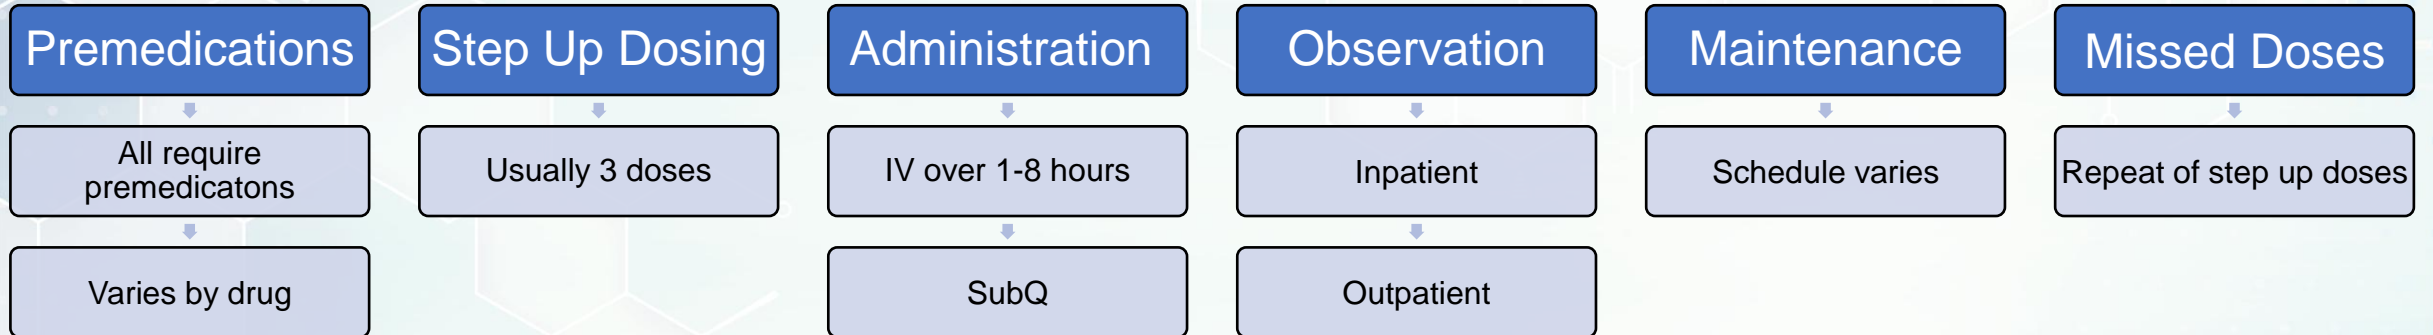 Premedications
All require
premedicatons
Varies by drug
Step Up Dosing
Usually 3 doses
Administration
IV over 1-8 hours
SubQ
Observation
Inpatient
Outpatient
Maintenance
Schedule varies
Missed Doses
Repeat of step up doses